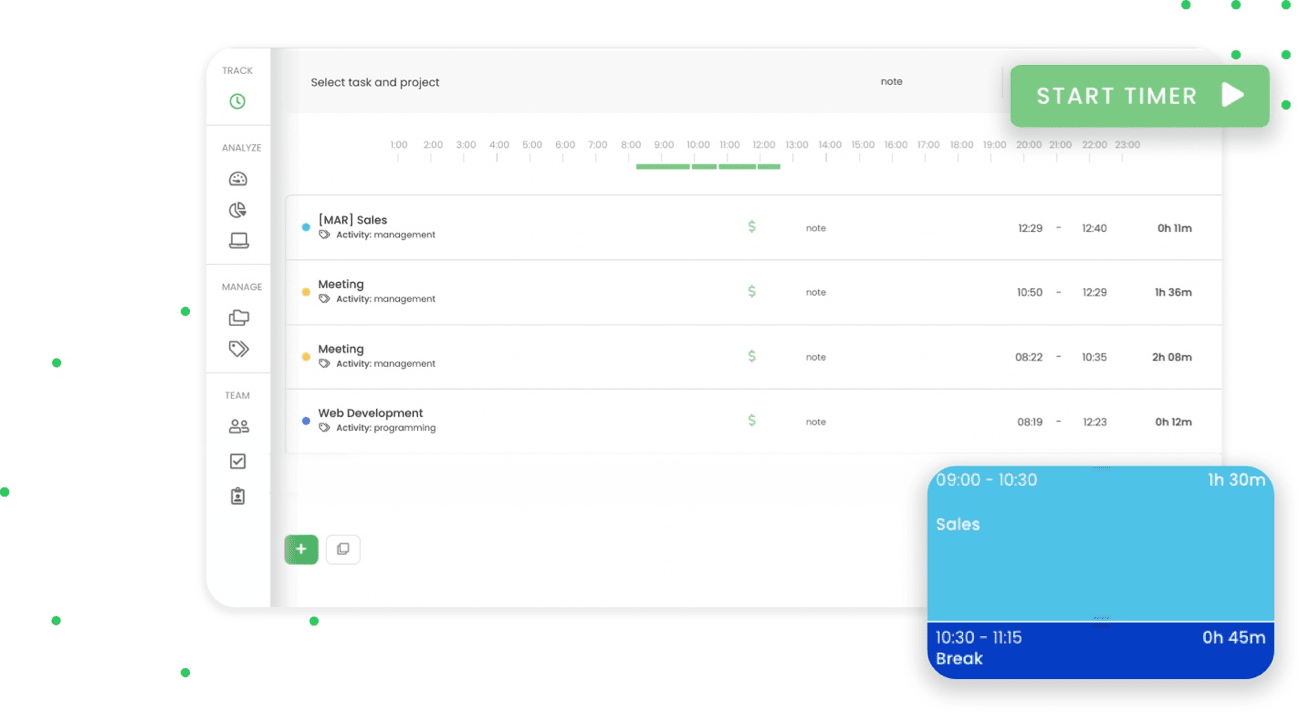 TRACK
ANALYZE
MANAGE
TEAM
Select task and project
note
START TIMER
1:00 2:00 3:00 4:00 5:00 6:00 7:00 8:00 9:00 10:00 11:00 12:00 13:00 14:00 15:00 16:00 17:00 18:00 19:00 20:00 21:00 22:00 23:00
[MAR] Sales
Activity: management
$ note 12:29 - 12:40 0h 11m
Meeting
Activity: management
$ note 10:50 - 12:29 1h 36m
Meeting
Activity: management
$ note 08:22 - 10:35 2h 08m
Web Development
Activity: programming
$ note 08:19 - 12:23 0h 12m
09:00 - 10:30 1h 30m
Sales
10:30 - 11:15 0h 45m
Break